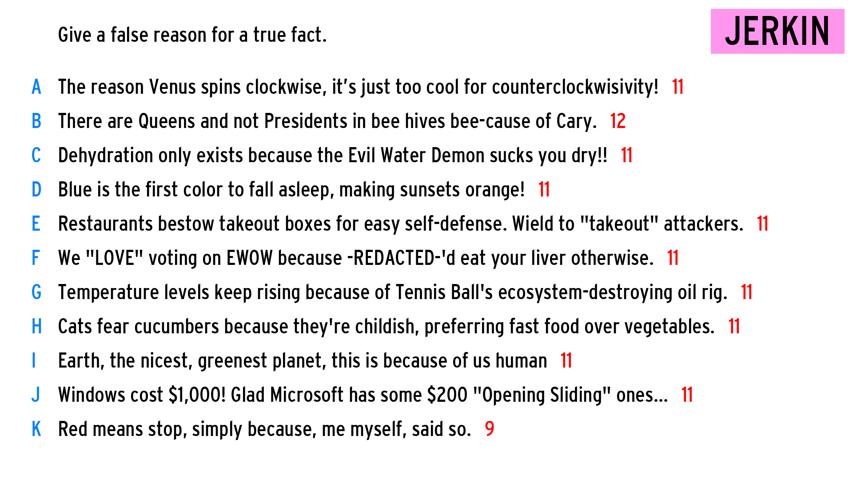 Give a false reason for a true fact.
JERKIN
A The reason Venus spins clockwise, it's just too cool for counterclockwisivity! 11
B There are Queens and not Presidents in bee hives bee-cause of Cary. 12
C Dehydration only exists because the Evil Water Demon sucks you dry!! 11
D Blue is the first color to fall asleep, making sunsets orange! 11
E Restaurants bestow takeout boxes for easy self-defense. Wield to "takeout" attackers. 11
F We "LOVE" voting on EWOW because -REDACTED-'d eat your liver otherwise. 11
G Temperature levels keep rising because of Tennis Ball's ecosystem-destroying oil rig. 11
H Cats fear cucumbers because they're childish, preferring fast food over vegetables. 11
I Earth, the nicest, greenest planet, this is because of us human 11
J Windows cost $1,000! Glad Microsoft has some $200 "Opening Sliding" ones... 11
K Red means stop, simply because, me myself, said so. 9